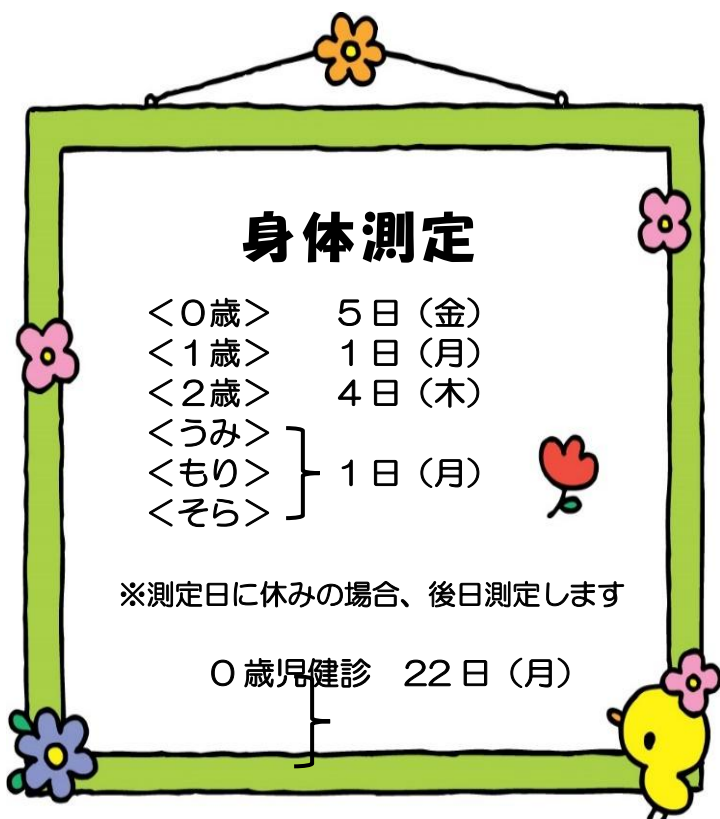 身体測定
＜０歳＞　　５日（金）
＜１歳＞　　１日（月）
＜２歳＞　　４日（木）
＜うみ＞
＜もり＞　　１日（月）
＜そら＞
※測定日に休みの場合、後日測定します
０歳児健診　22日（月）